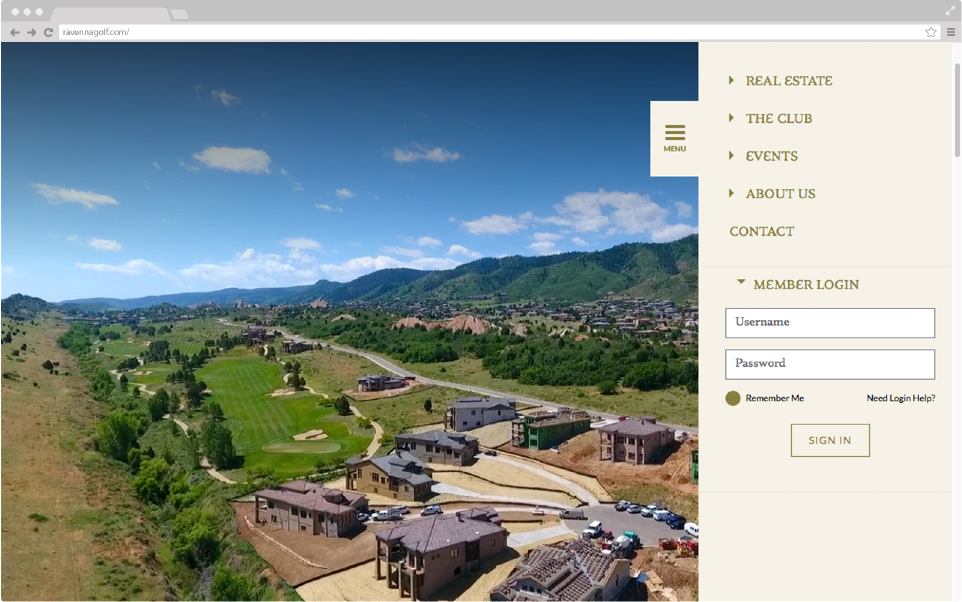 ravennagolf.com/
MENU
REAL ESTATE
THE CLUB
EVENTS
ABOUT US
CONTACT
MEMBER LOGIN
Username
Password
Remember Me Need Login Help?
SIGN IN